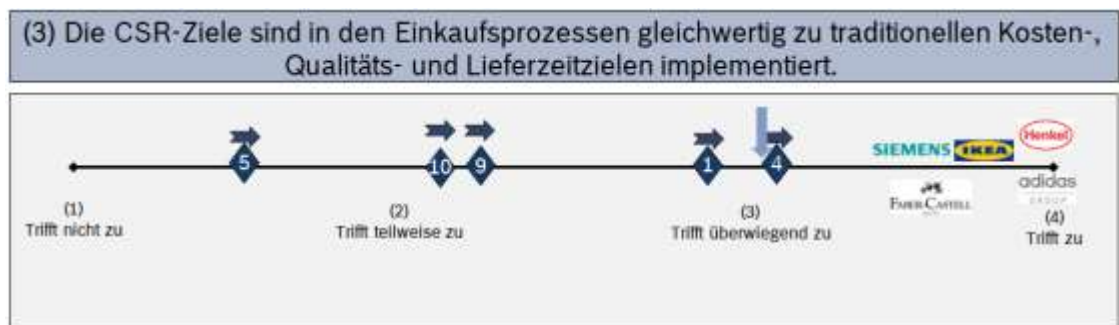 (3) Die CSR-Ziele sind in den Einkaufsprozessen gleichwertig zu traditionellen Kosten-,
Qualitäts- und Lieferzeitzielen implementiert.
5
10
9
1
4
SIEMENS
IKEA
Henkel
FABER-CASTELL
adidas
GROUP
(1)
Trifft nicht zu
(2)
Trifft teilweise zu
(3)
Trifft überwiegend zu
(4)
Trifft zu